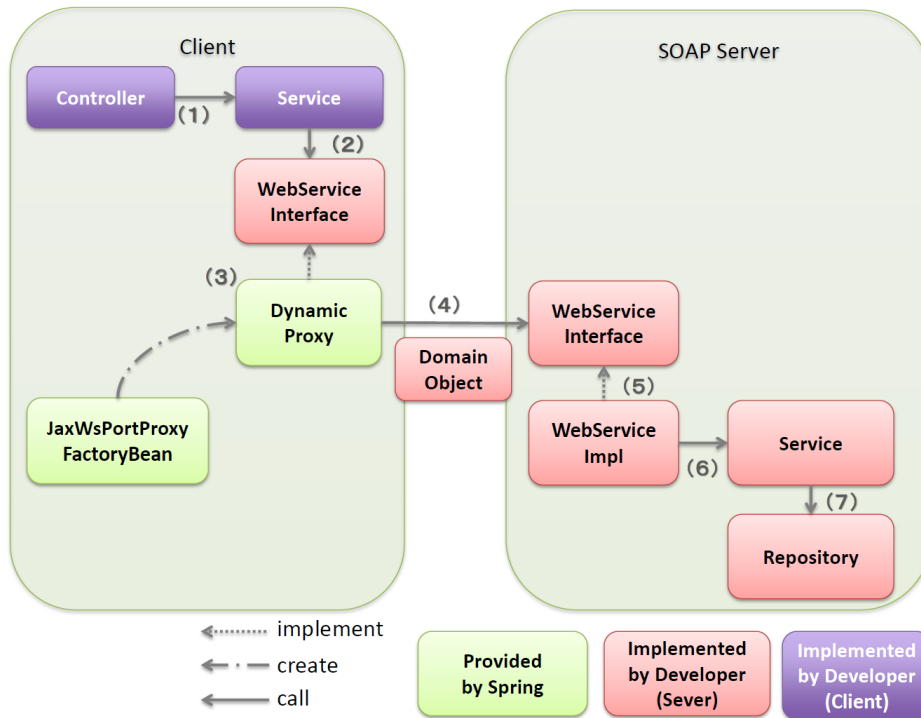 Client
Controller
(1)
Service
(2)
WebService
Interface
(3)
Dynamic
Proxy
JaxWsPortProxy
FactoryBean
(4)
Domain
Object
SOAP Server
WebService
Interface
(5)
WebService
Impl
(6)
Service
(7)
Repository
implement
create
call
Provided
by Spring
Implemented
by Developer
(Sever)
Implemented
by Developer
(Client)